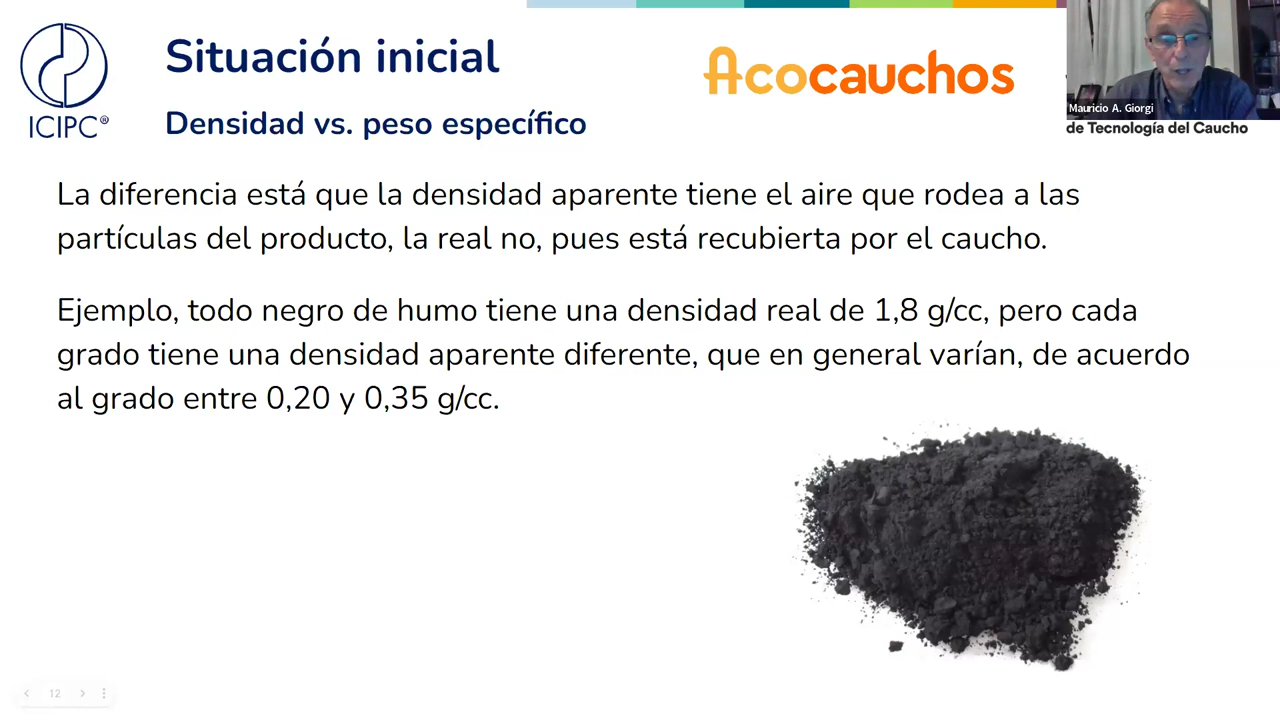 Situación inicial
Acocauchos
ICIPC®
Densidad vs. peso específico
Mauricio A. Giorgi
de Tecnología del Caucho
La diferencia está que la densidad aparente tiene el aire que rodea a las
partículas del producto, la real no, pues está recubierta por el caucho.
Ejemplo, todo negro de humo tiene una densidad real de 1,8 g/cc, pero cada
grado tiene una densidad aparente diferente, que en general varían, de acuerdo
al grado entre 0,20 y 0,35 g/cc.
12